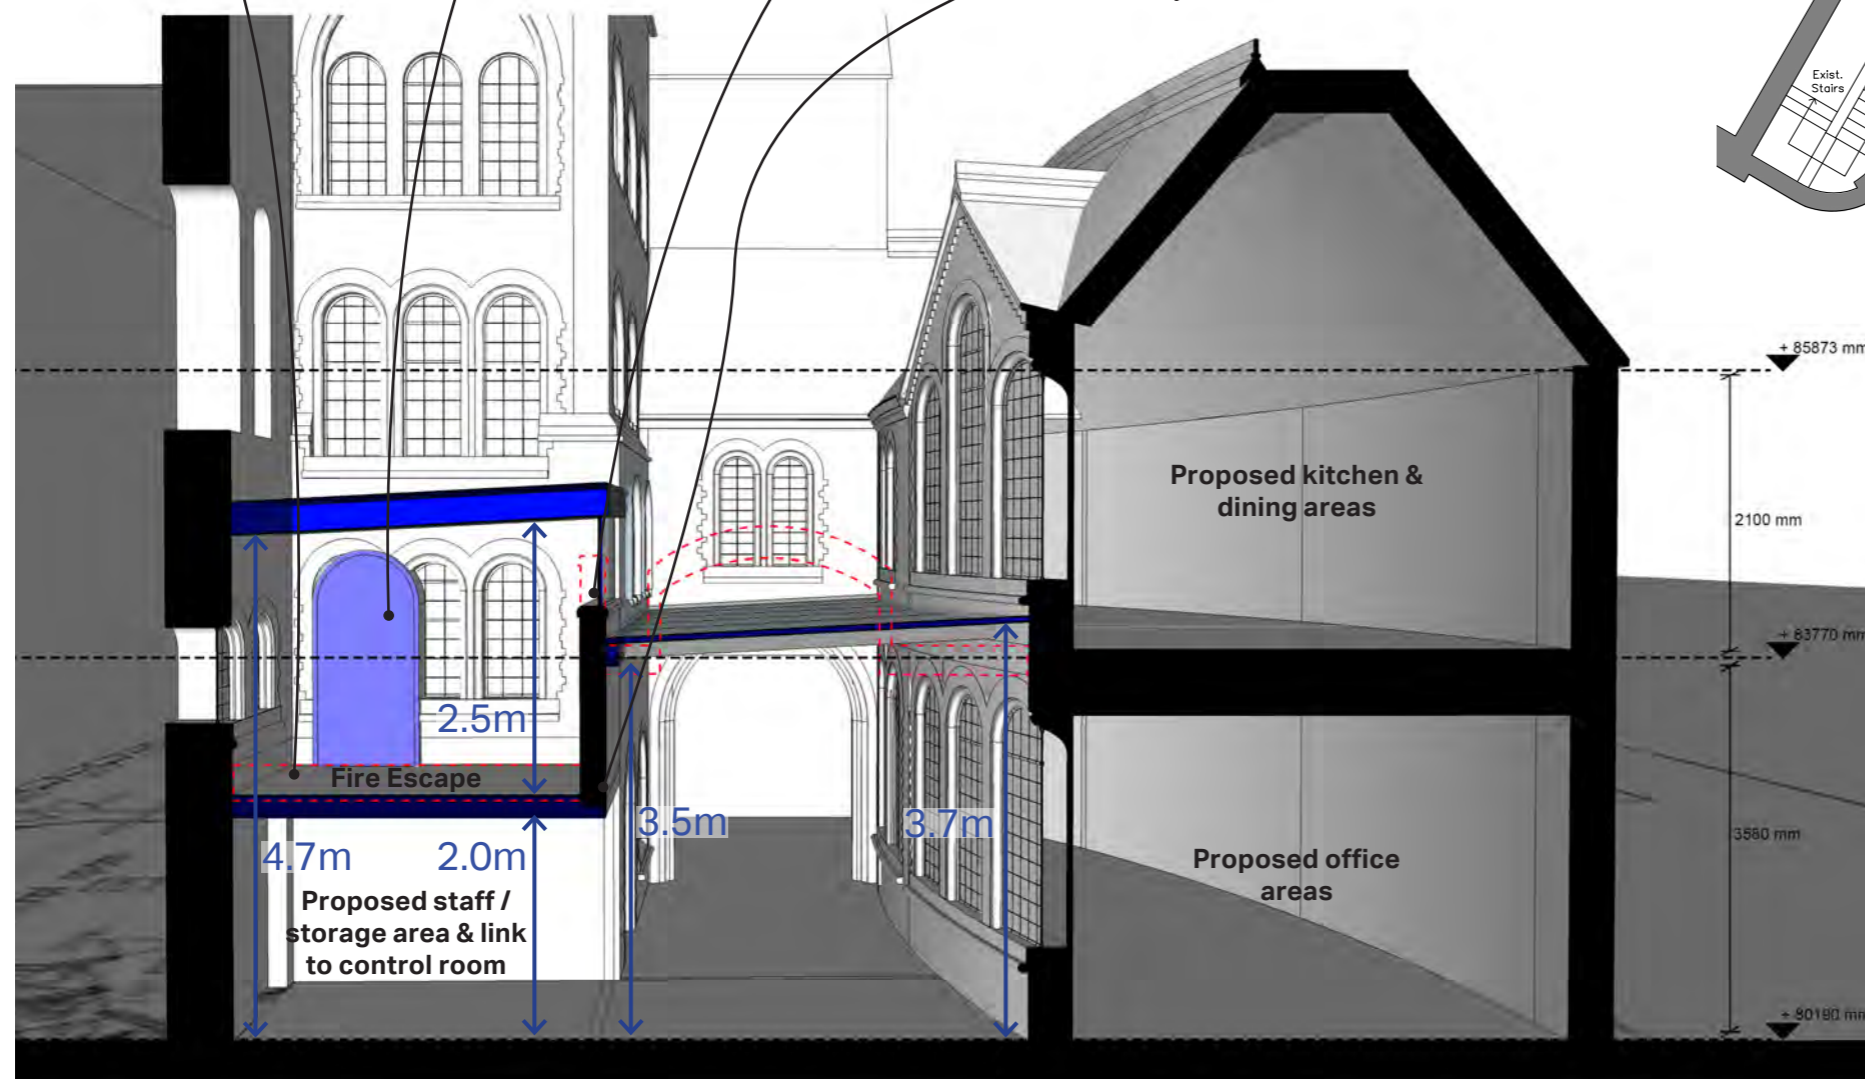 Exist.
Stairs
+ 85873 mm
Proposed kitchen &
dining areas
2100 mm
+ 83770 mm
2.5m
Fire Escape
3.5m
3.7m
3580 mm
4.7m
2.0m
Proposed office
areas
Proposed staff /
storage area & link
to control room
+ 80190 mm